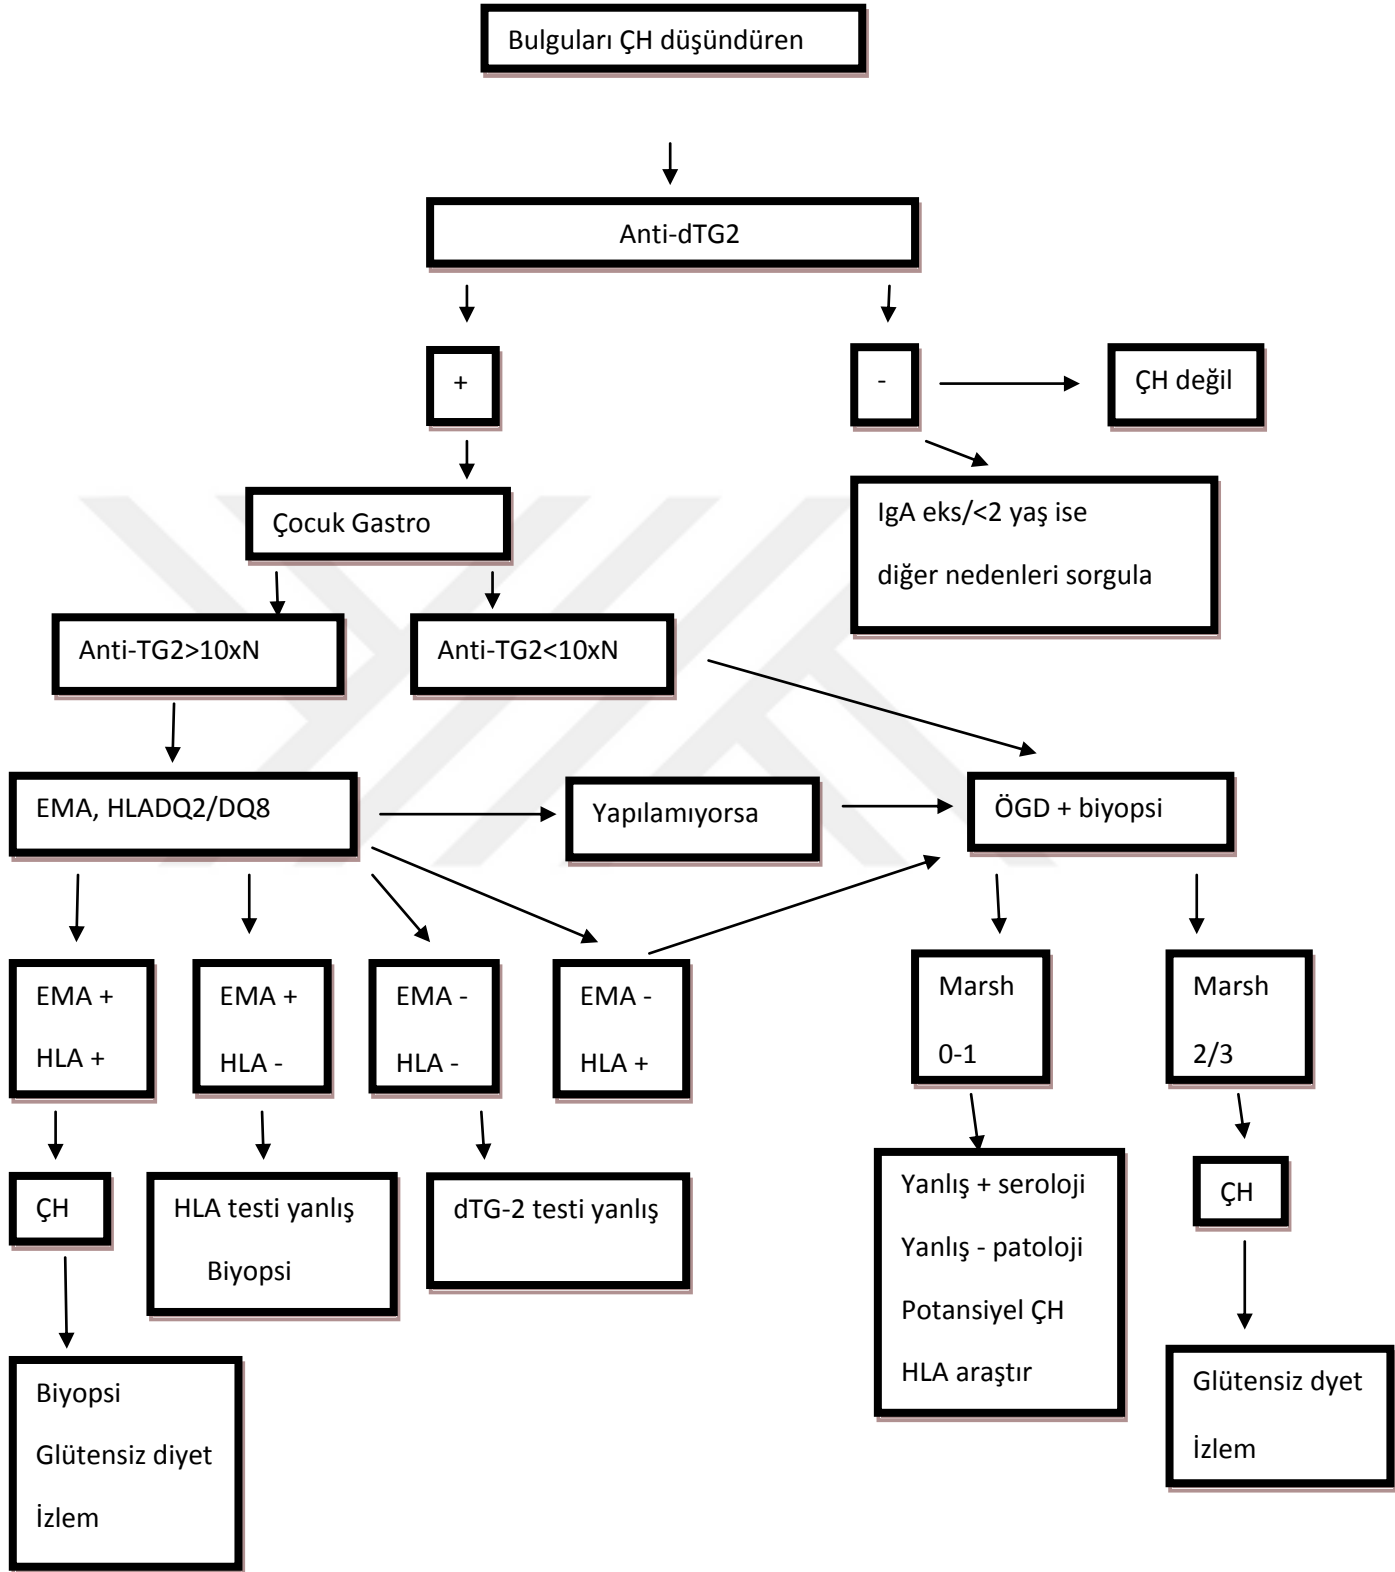 Bulguları ÇH düşündüren
Anti-dTG2
+
-
ÇH değil
Çocuk Gastro
IgA eks/<2 yaş ise
diğer nedenleri sorgula
Anti-TG2>10xN
Anti-TG2<10xN
EMA, HLADQ2/DQ8
Yapılamıyorsa
ÖGD + biyopsi
EMA +
HLA +
EMA +
HLA -
EMA -
HLA -
EMA -
HLA +
Marsh
0-1
Marsh
2/3
ÇH
HLA testi yanlış
Biyopsi
dTG-2 testi yanlış
Yanlış + seroloji
Yanlış - patoloji
Potansiyel ÇH
HLA araştır
ÇH
Biyopsi
Glütensiz diyet
İzlem
Glütensiz dyet
İzlem